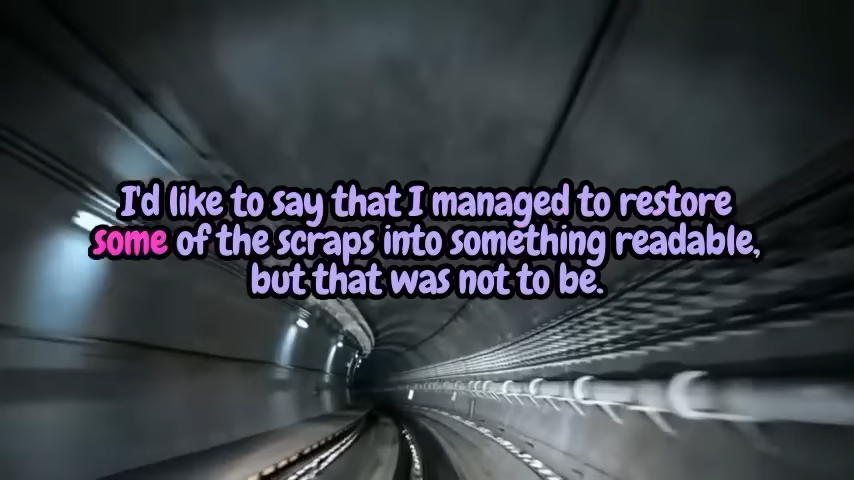 I'd like to say that I managed to restore
some of the scraps into something readable,
but that was not to be.